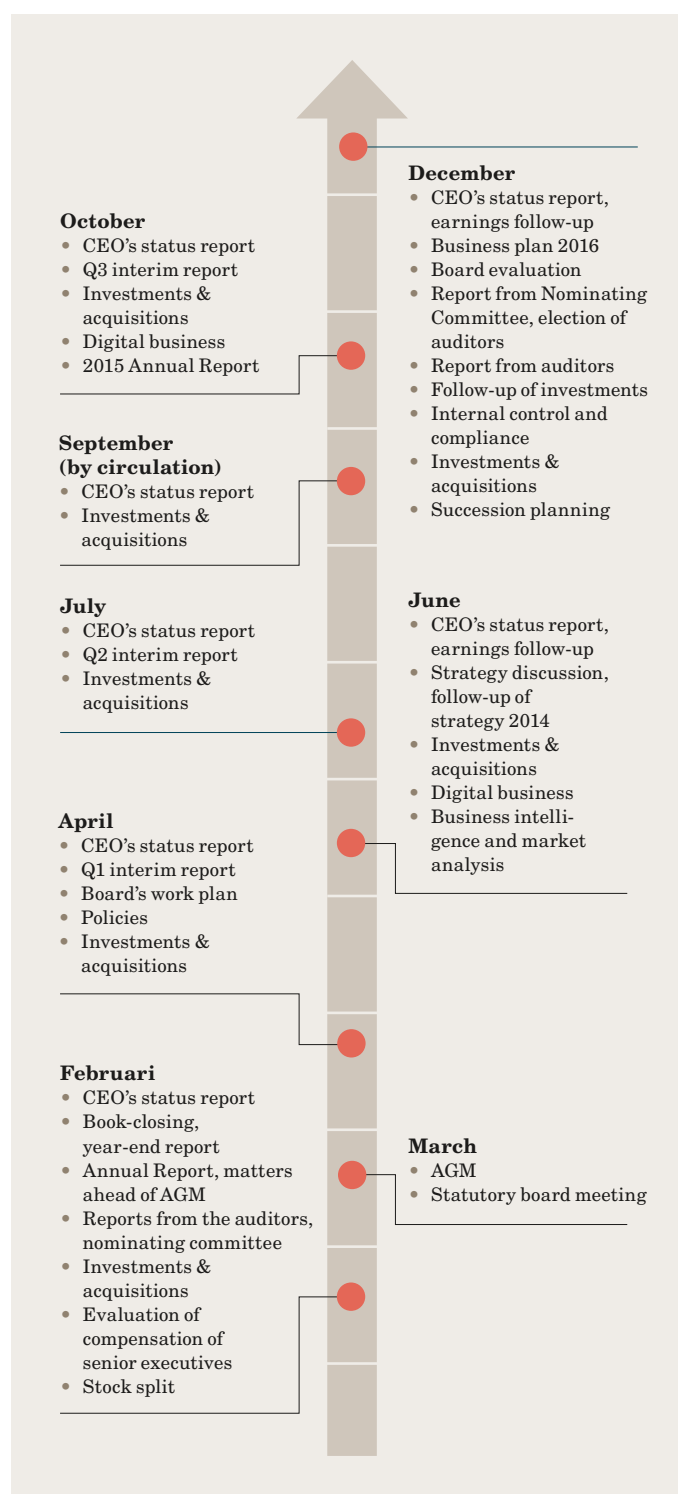 October
• CEO's status report
• Q3 interim report
• Investments &
acquisitions
• Digital business
• 2015 Annual Report
September
(by circulation)
• CEO's status report
• Investments &
acquisitions
July
• CEO's status report
• Q2 interim report
• Investments &
acquisitions
April
• CEO's status report
• Q1 interim report
• Board's work plan
• Policies
• Investments &
acquisitions
Februari
• CEO's status report
• Book-closing,
year-end report
• Annual Report, matters
ahead of AGM
• Reports from the auditors,
nominating committee
• Investments &
acquisitions
• Evaluation of
compensation of
senior executives
• Stock split
December
• CEO's status report,
earnings follow-up
• Business plan 2016
• Board evaluation
• Report from Nominating
Committee, election of
auditors
• Report from auditors
• Follow-up of investments
• Internal control and
compliance
• Investments &
acquisitions
• Succession planning
June
• CEO's status report,
earnings follow-up
• Strategy discussion,
follow-up of
strategy 2014
• Investments &
acquisitions
• Digital business
• Business intelli-
gence and market
analysis
March
• AGM
• Statutory board meeting